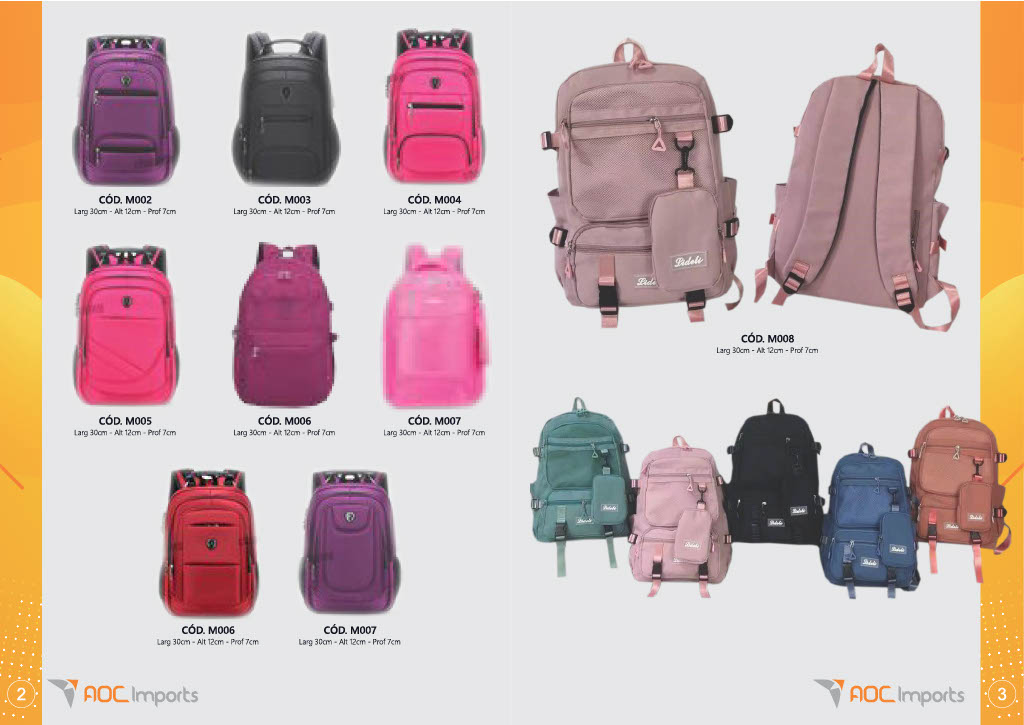 CÓD. M002
Larg 30cm - Alt 12cm - Prof 7cm
CÓD. M003
Larg 30cm - Alt 12cm - Prof 7cm
CÓD. M004
Larg 30cm - Alt 12cm - Prof 7cm
CÓD. M005
Larg 30cm - Alt 12cm - Prof 7cm
CÓD. M006
Larg 30cm - Alt 12cm - Prof 7cm
CÓD. M007
Larg 30cm - Alt 12cm - Prof 7cm
CÓD. M006
Larg 30cm - Alt 12cm - Prof 7cm
CÓD. M007
Larg 30cm - Alt 12cm - Prof 7cm
2
AOC Imports
Lideli
CÓD. M008
Larg 30cm - Alt 12cm - Prof 7cm
AOC Imports
3